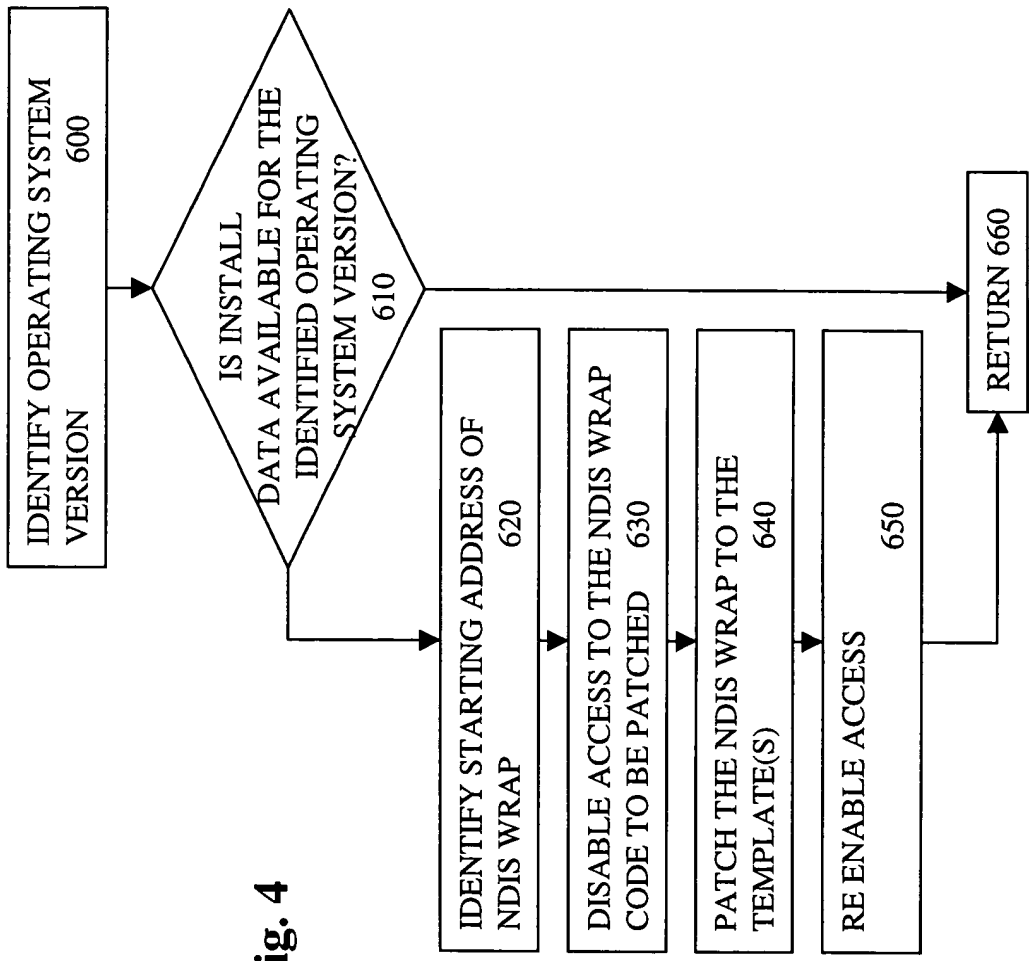 IDENTIFY OPERATING SYSTEM
VERSION 600
IS INSTALL
DATA AVAILABLE FOR THE
IDENTIFIED OPERATING
SYSTEM VERSION?
610
IDENTIFY STARTING ADDRESS OF
NDIS WRAP 620
DISABLE ACCESS TO THE NDIS WRAP
CODE TO BE PATCHED 630
PATCH THE NDIS WRAP TO THE
TEMPLATE(S) 640
RE ENABLE ACCESS
650
RETURN 660
ig. 4